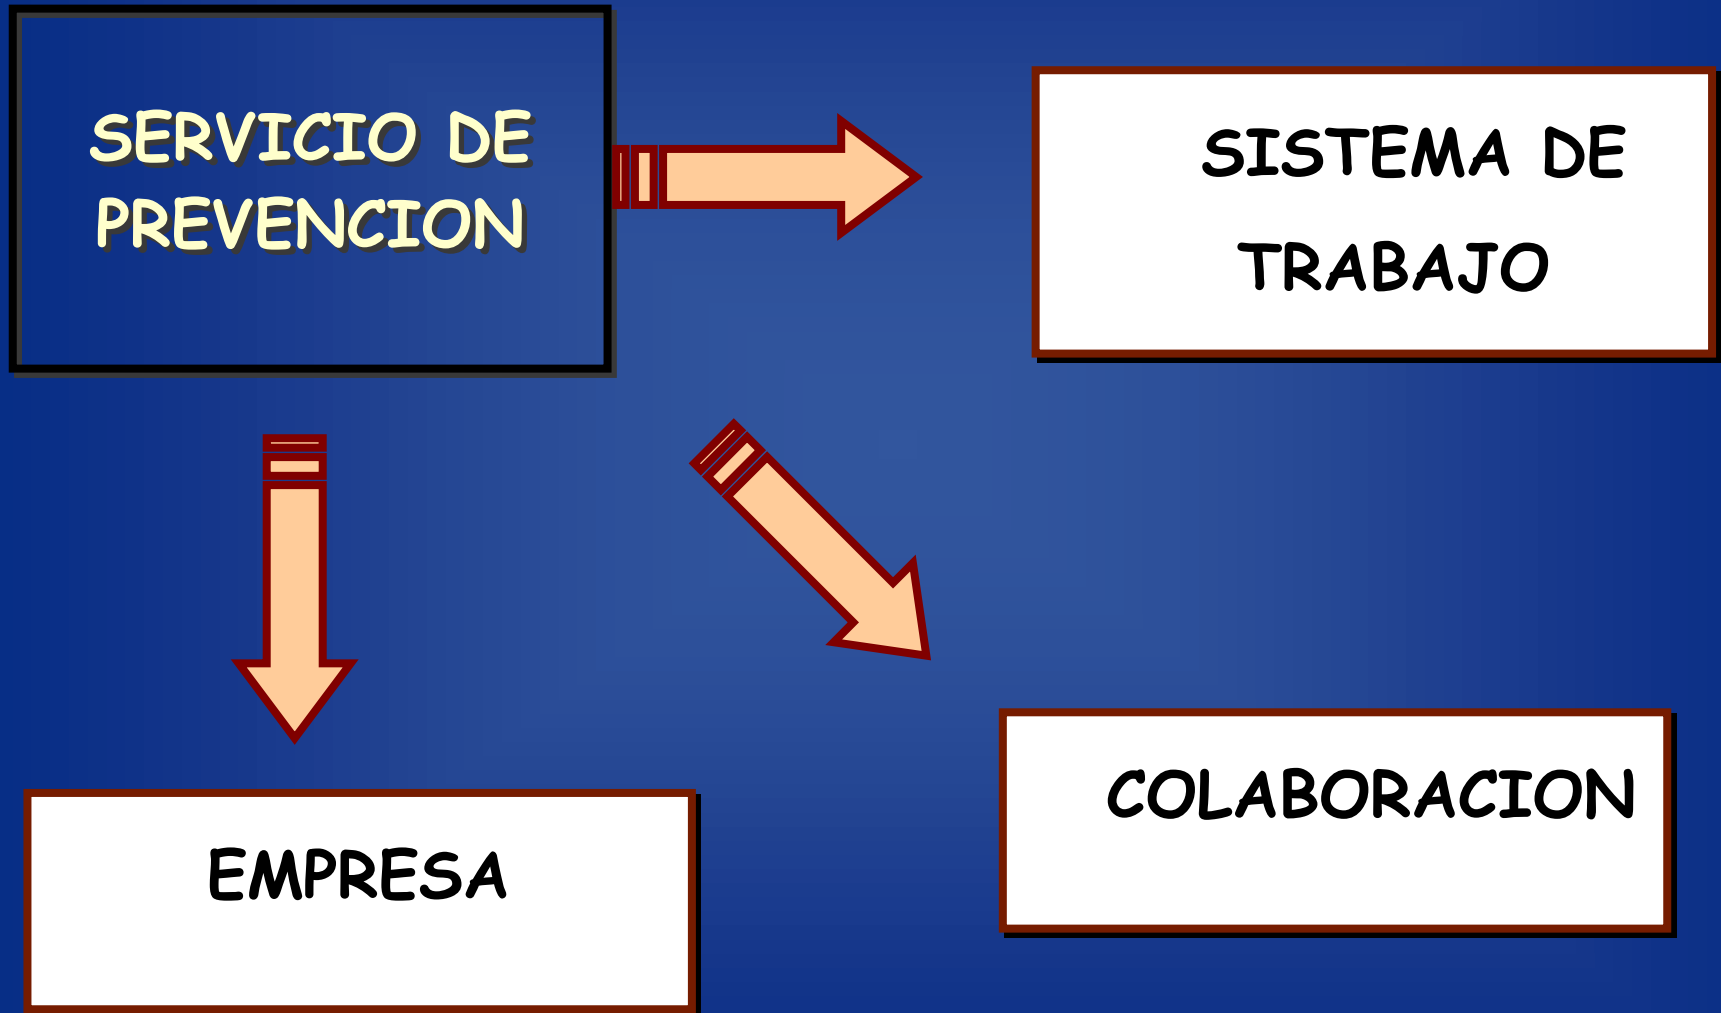 SERVICIO DE
PREVENCION
SISTEMA DE
TRABAJO
COLABORACION
EMPRESA